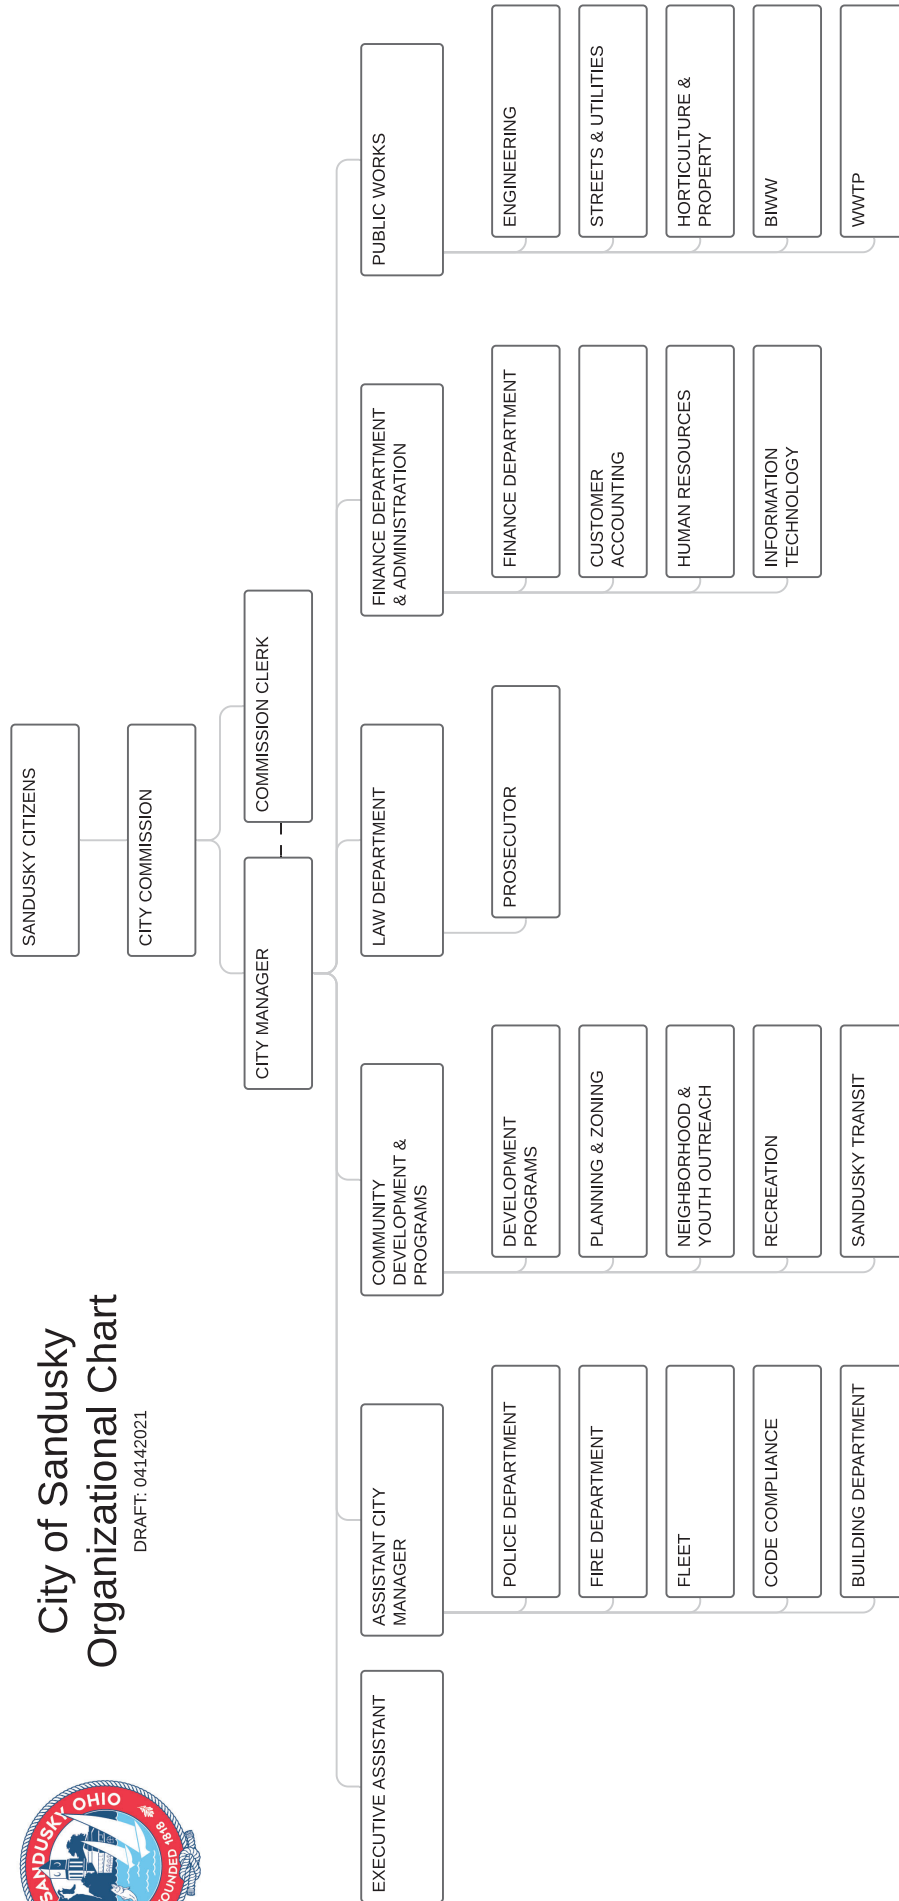 SANDUSKY OHIO
FOUNDED 1818
City of Sandusky
Organizational Chart
DRAFT: 04142021
SANDUSKY CITIZENS
CITY COMMISSION
CITY MANAGER
COMMISSION CLERK
EXECUTIVE ASSISTANT
ASSISTANT CITY
MANAGER
COMMUNITY
DEVELOPMENT &
PROGRAMS
LAW DEPARTMENT
FINANCE DEPARTMENT
& ADMINISTRATION
PUBLIC WORKS
POLICE DEPARTMENT
FIRE DEPARTMENT
FLEET
CODE COMPLIANCE
BUILDING DEPARTMENT
DEVELOPMENT
PROGRAMS
PLANNING & ZONING
NEIGHBORHOOD &
YOUTH OUTREACH
RECREATION
SANDUSKY TRANSIT
PROSECUTOR
FINANCE DEPARTMENT
CUSTOMER
ACCOUNTING
HUMAN RESOURCES
INFORMATION
TECHNOLOGY
ENGINEERING
STREETS & UTILITIES
HORTICULTURE &
PROPERTY
BIWW
WWTP